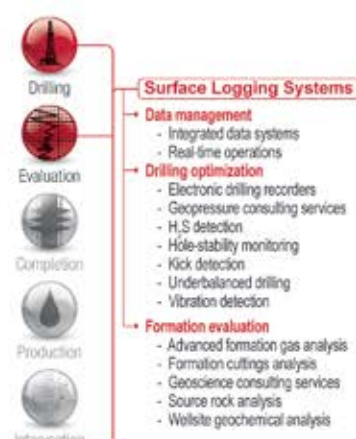 Drilling
Evaluation
Completion
Production
Intervention
Surface Logging Systems
Data management
- Integrated data systems
- Real-time operations
Drilling optimization
- Electronic drilling recorders
- Geopressure consulting services
- H₂S detection
- Hole-stability monitoring
- Kick detection
- Underbalanced drilling
- Vibration detection
Formation evaluation
- Advanced formation gas analysis
- Formation cuttings analysis
- Geoscience consulting services
- Source rock analysis
- Wellsite geochemical analysis